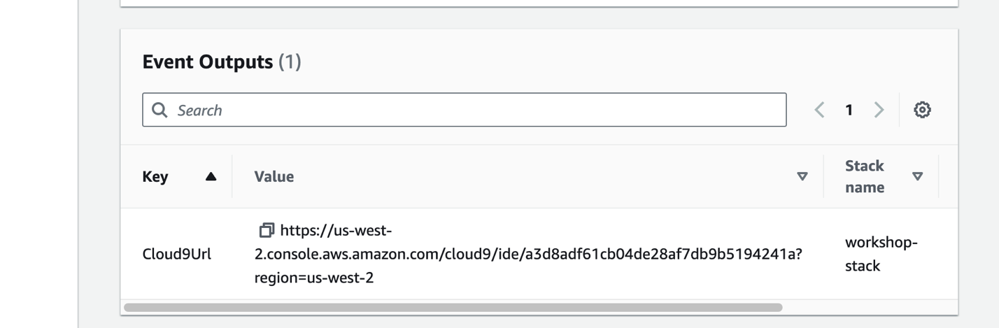 Event Outputs (1)
Search
1
Key
Value
Stack
name
Cloud9Url
https://us-west-
2.console.aws.amazon.com/cloud9/ide/a3d8adf61cb04de28af7db9b5194241a?
region=us-west-2
workshop-
stack